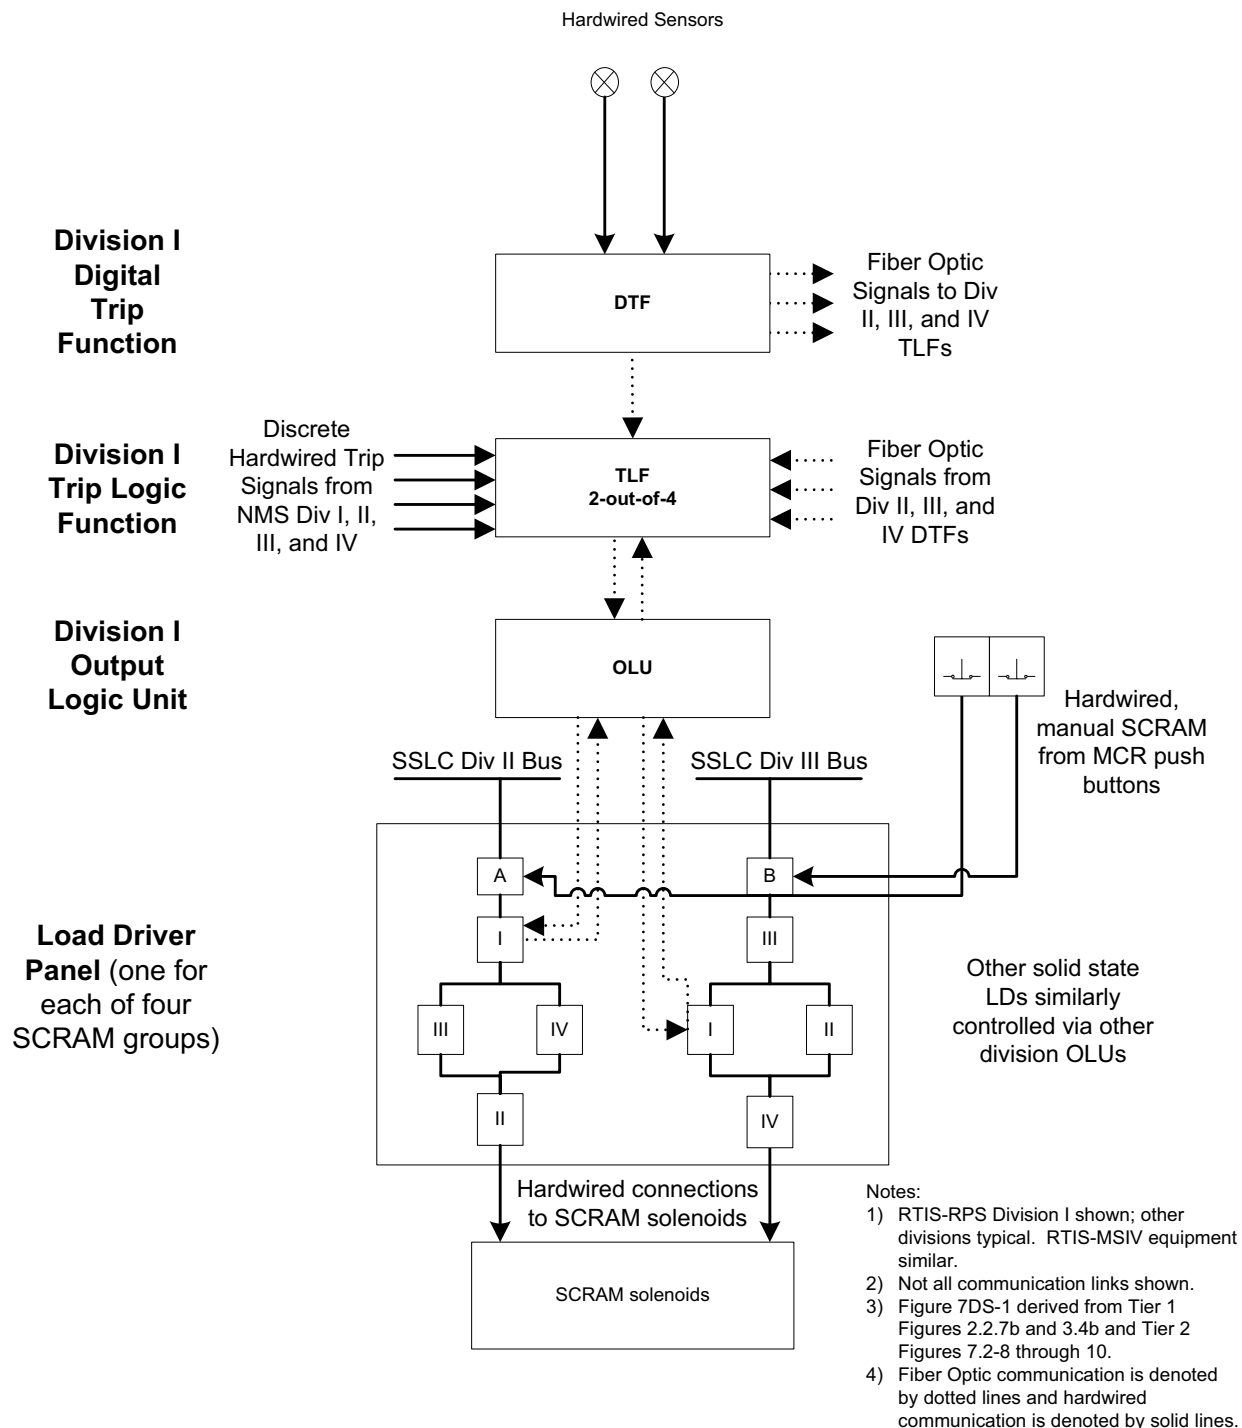 Hardwired Sensors
Division I
Digital
Trip
Function
DTF
Fiber Optic
Signals to Div
II, III, and IV
TLFs
Division I
Trip Logic
Function
Discrete
Hardwired Trip
Signals from
NMS Div I, II,
III, and IV
TLF
2-out-of-4
Fiber Optic
Signals from
Div II, III, and
IV DTFs
Division I
Output
Logic Unit
OLU
Hardwired,
manual SCRAM
from MCR push
buttons
SSLC Div II Bus
SSLC Div III Bus
Load Driver
Panel (one for
each of four
SCRAM groups)
A
I
III
IV
II
B
III
I
II
IV
Other solid state
LDs similarly
controlled via other
division OLUs
Hardwired connections
to SCRAM solenoids
SCRAM solenoids
Notes:
1) RTIS-RPS Division I shown; other
divisions typical. RTIS-MSIV equipment
similar.
2) Not all communication links shown.
3) Figure 7DS-1 derived from Tier 1
Figures 2.2.7b and 3.4b and Tier 2
Figures 7.2-8 through 10.
4) Fiber Optic communication is denoted
by dotted lines and hardwired
communication is denoted by solid lines.